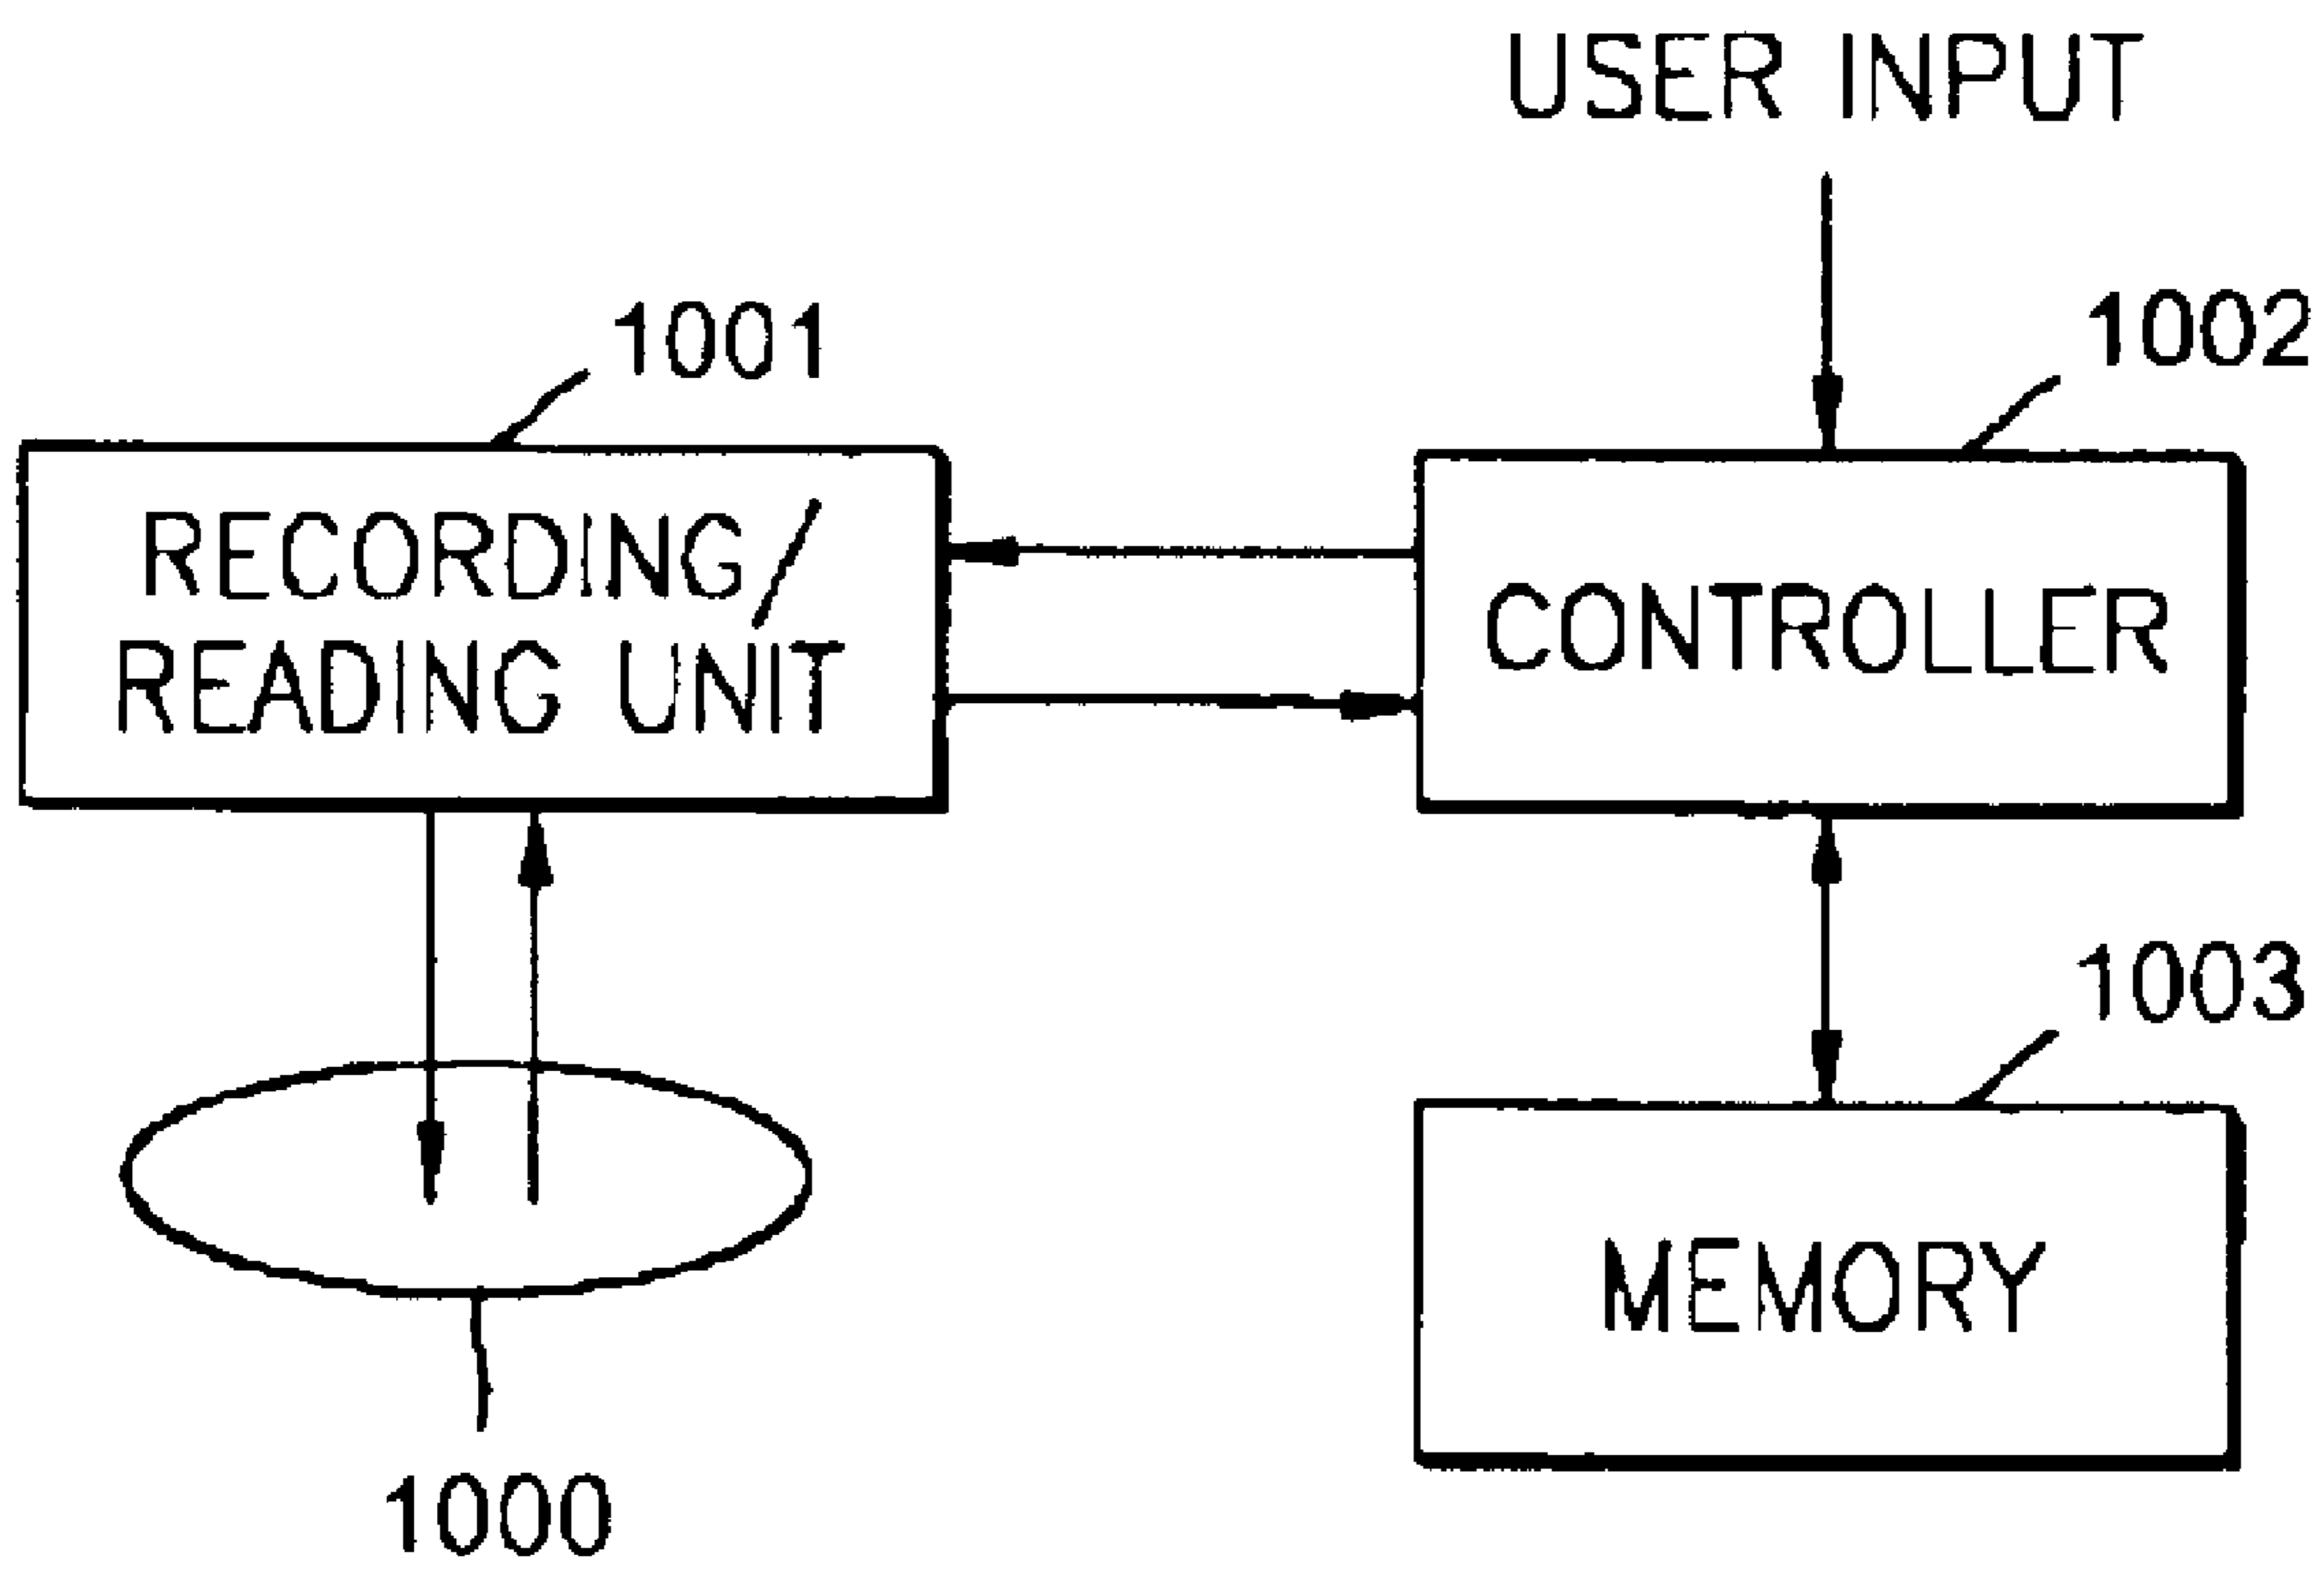 USER INPUT
1001
1002
RECORDING/
READING UNIT
CONTROLLER
1003
MEMORY
1000